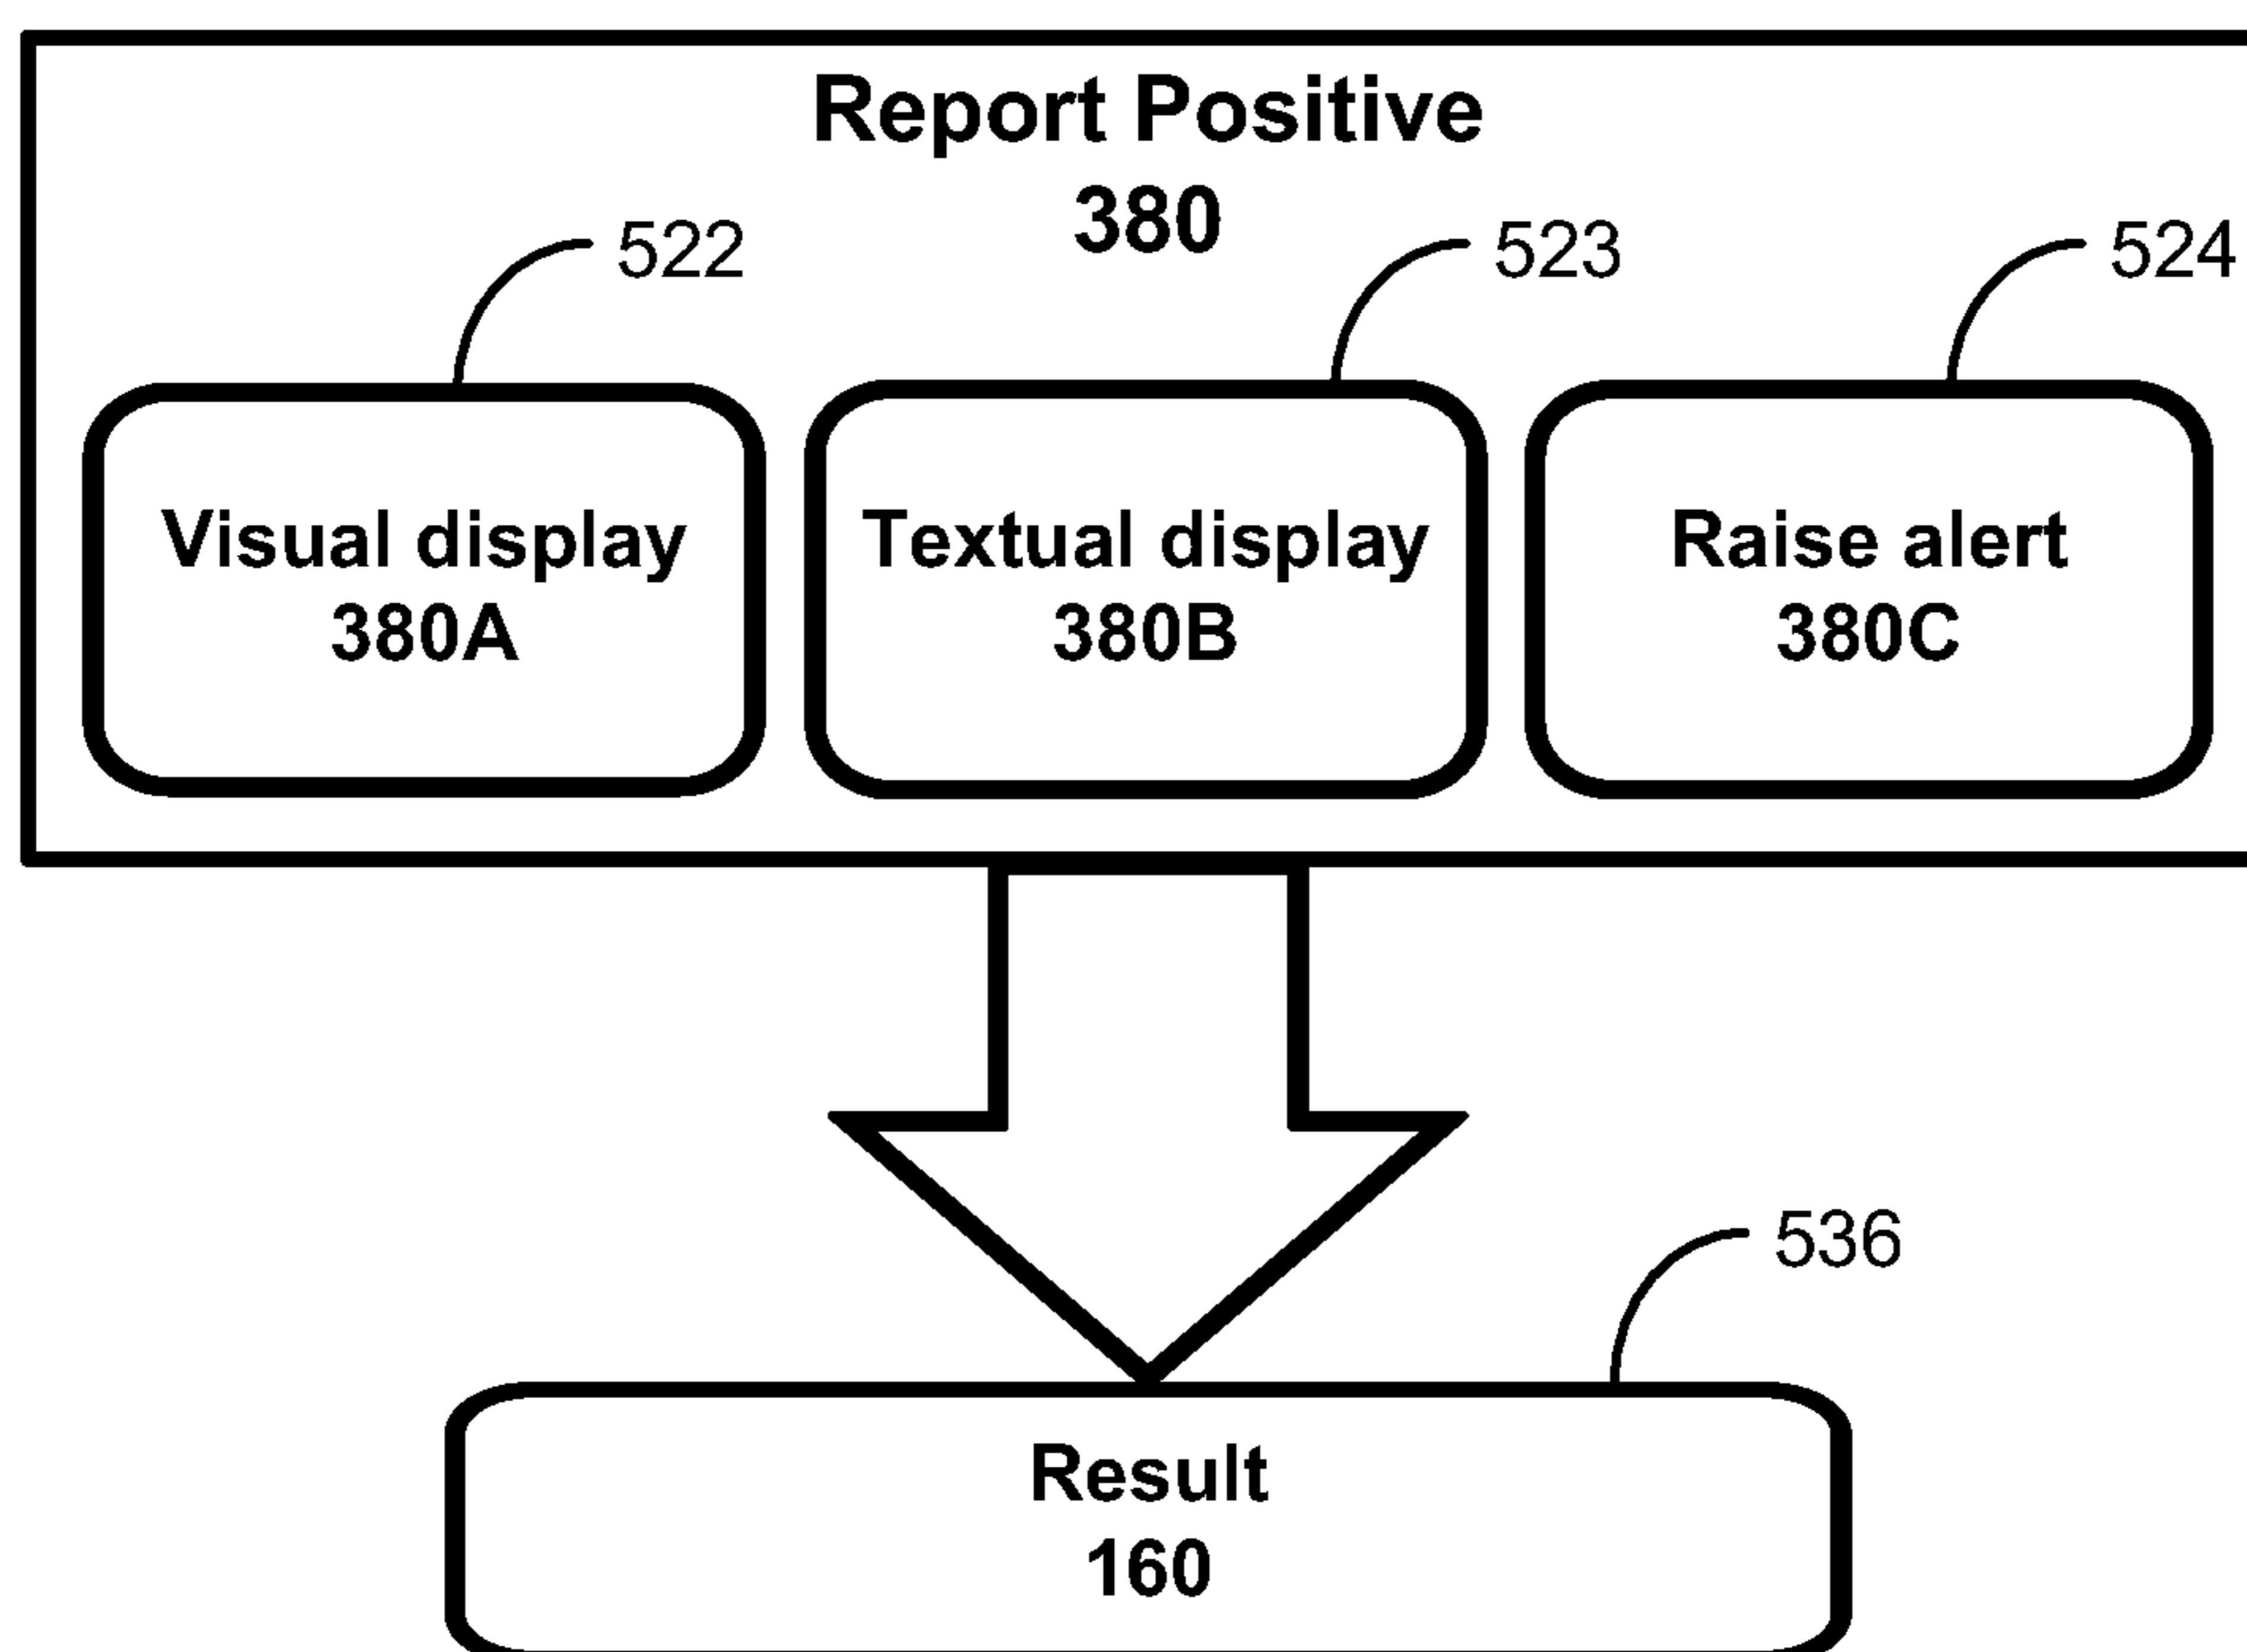 Report Positive
380
522
523
524
Visual display
380A
Textual display
380B
Raise alert
380C
536
Result
160